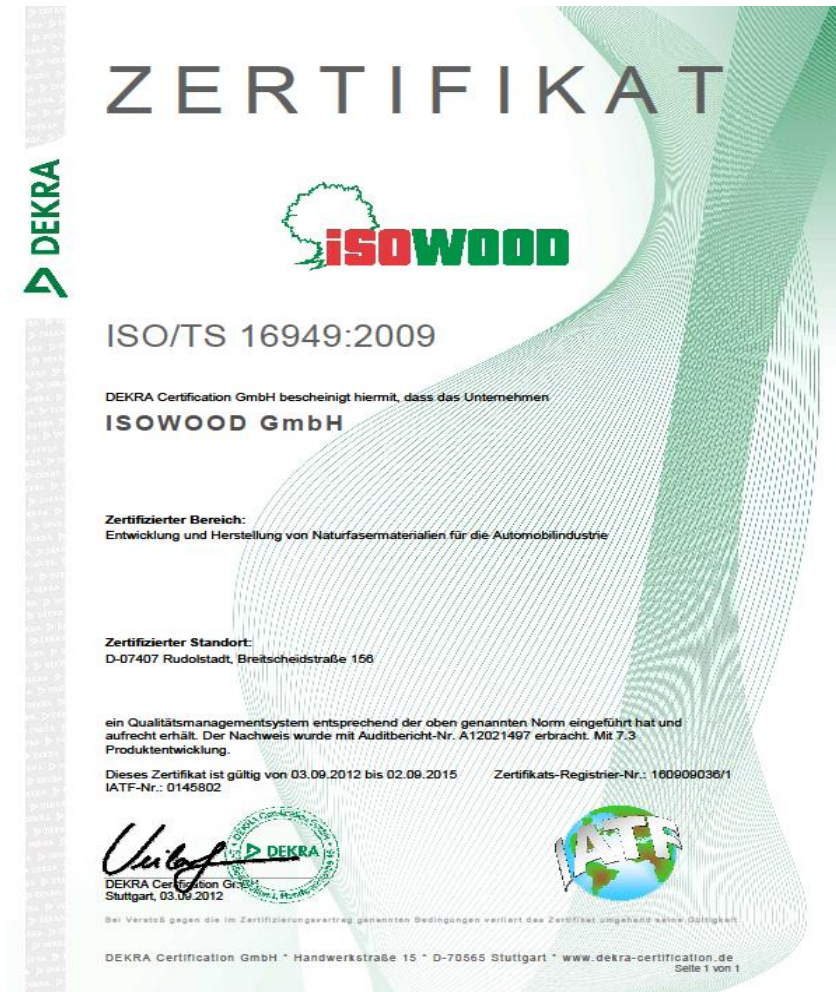 ZERTIFIKAT
DEKRA
ISOWOOD
ISO/TS 16949:2009
DEKRA Certification GmbH bescheinigt hiermit, dass das Unternehmen
ISOWOOD GmbH
Zertifizierter Bereich:
Entwicklung und Herstellung von Naturfasermaterialien für die Automobilindustrie
Zertifizierter Standort:
D-07407 Rudolstadt, Breitscheidstraße 156
ein Qualitätsmanagementsystem entsprechend der oben genannten Norm eingeführt hat und
aufrecht erhält. Der Nachweis wurde mit Auditbericht-Nr. A12021497 erbracht. Mit 7.3
Produktentwicklung.
Dieses Zertifikat ist gültig von 03.09.2012 bis 02.09.2015 Zertifikats-Registrier-Nr.: 160909036/1
IATF-Nr.: 0145802
DEKRA
IATF
DEKRA Certification
Stuttgart, 03.09.2012
Bei Verstoß gegen die im Zertifizierungsvertrag genannten Bedingungen verliert das Zertifikat umgehend seine Gültigkeit.
DEKRA Certification GmbH * Handwerkstraße 15 * D-70565 Stuttgart * www.dekra-certification.de
Seite 1 von 1